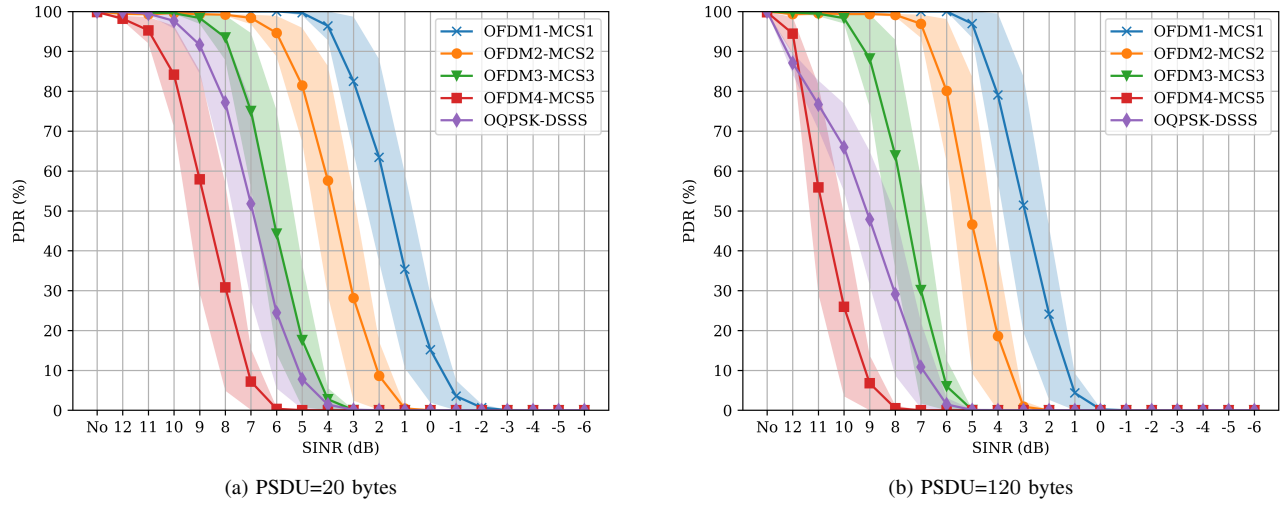 100
90
80
70
60
50
40
30
20
10
0
PDR (%)
No 12 11 10 9 8 7 6 5 4 3 2 1 0 -1 -2 -3 -4 -5 -6
SINR (dB)
OFDM1-MCS1
OFDM2-MCS2
OFDM3-MCS3
OFDM4-MCS5
OQPSK-DSSS
(a) PSDU=20 bytes
100
90
80
70
60
50
40
30
20
10
0
PDR (%)
No 12 11 10 9 8 7 6 5 4 3 2 1 0 -1 -2 -3 -4 -5 -6
SINR (dB)
OFDM1-MCS1
OFDM2-MCS2
OFDM3-MCS3
OFDM4-MCS5
OQPSK-DSSS
(b) PSDU=120 bytes